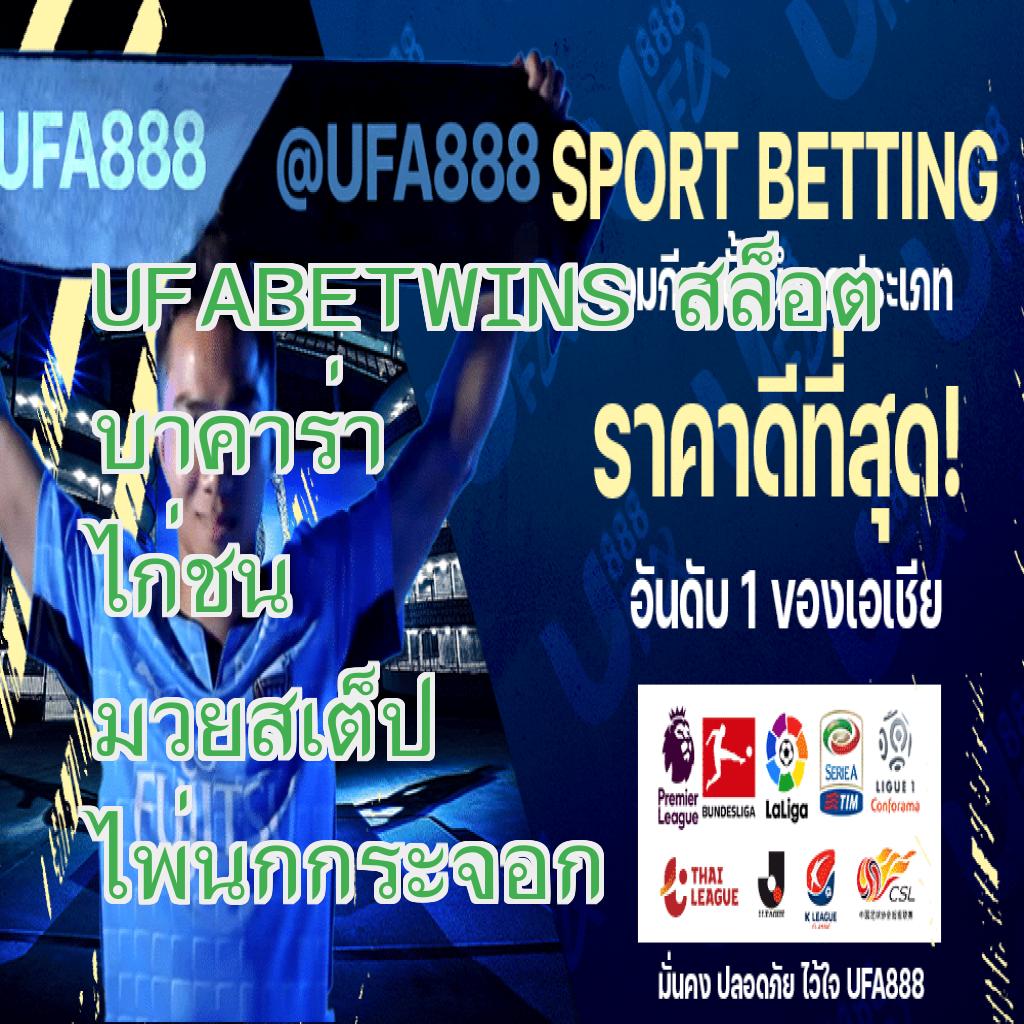 UFA888
@UFA888
SPORT BETTING
UFABETWINS สล็อต
ราคาดีที่สุด!
บาคาร่า
อันดับ 1 ของเอเชีย
ไก่ชน
มวยสเต็ป
ไพ่นกกระจอก
Premier
League
BUNDESLIGA
LaLiga
SERIE A
TIM
LIGUE 1
Conforama
THAI
LEAGUE
J.LEAGUE
K LEAGUE
CSL
มั่นคง ปลอดภัย ไว้ใจ UFA888